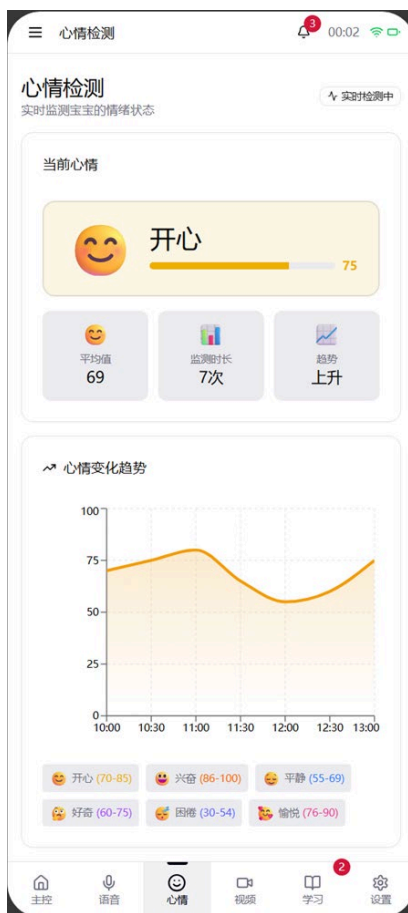 心情检测
3
00:02
心情检测
实时监测宝宝的情绪状态
实时检测中
当前心情
开心
75
平均值
69
监测时长
7次
趋势
上升
心情变化趋势
100
75
50
25
0
10:00 10:30 11:00 11:30 12:00 12:30 13:00
开心 (70-85) 兴奋 (86-100) 平静 (55-69)
好奇 (60-75) 困倦 (30-54) 愉悦 (76-90)
2
主控 语音 心情 视频 学习 设置